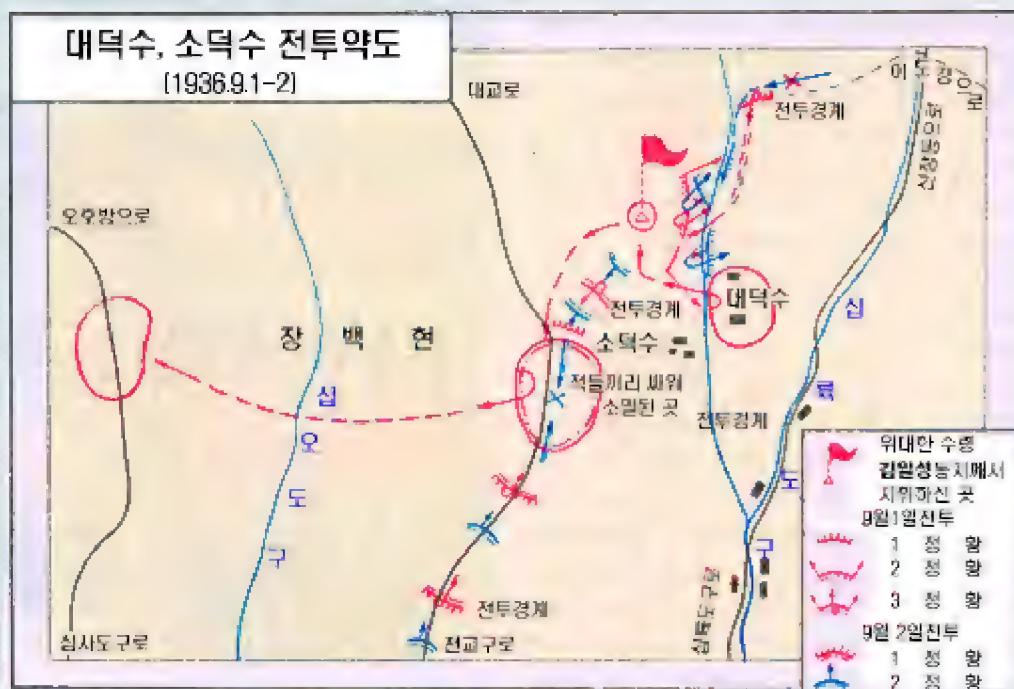 대덕수, 소덕수 전투약도
(1936.9.1-2)
대교로
전투경계
오호방으로
대덕수
전투경계
장 백 현
소덕수
적들끼리 싸워
소멸된 곳
전투경계
십오도구
십륙도구
전투경계
십사도구로
전교구로
위대한 수령
김일성동지께서
지휘하신 곳
9월1일전투
1 정 황
2 정 황
3 정 황
9월 2일전투
1 정 황
2 정 황